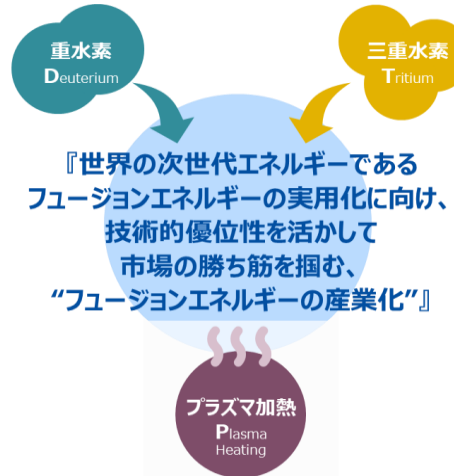 重水素
Deuterium
三重水素
Tritium
『世界の次世代エネルギーである
フュージョンエネルギーの実用化に向け、
技術的優位性を活かして
市場の勝ち筋を掴む、
“フュージョンエネルギーの産業化”』
プラズマ加熱
Plasma
Heating